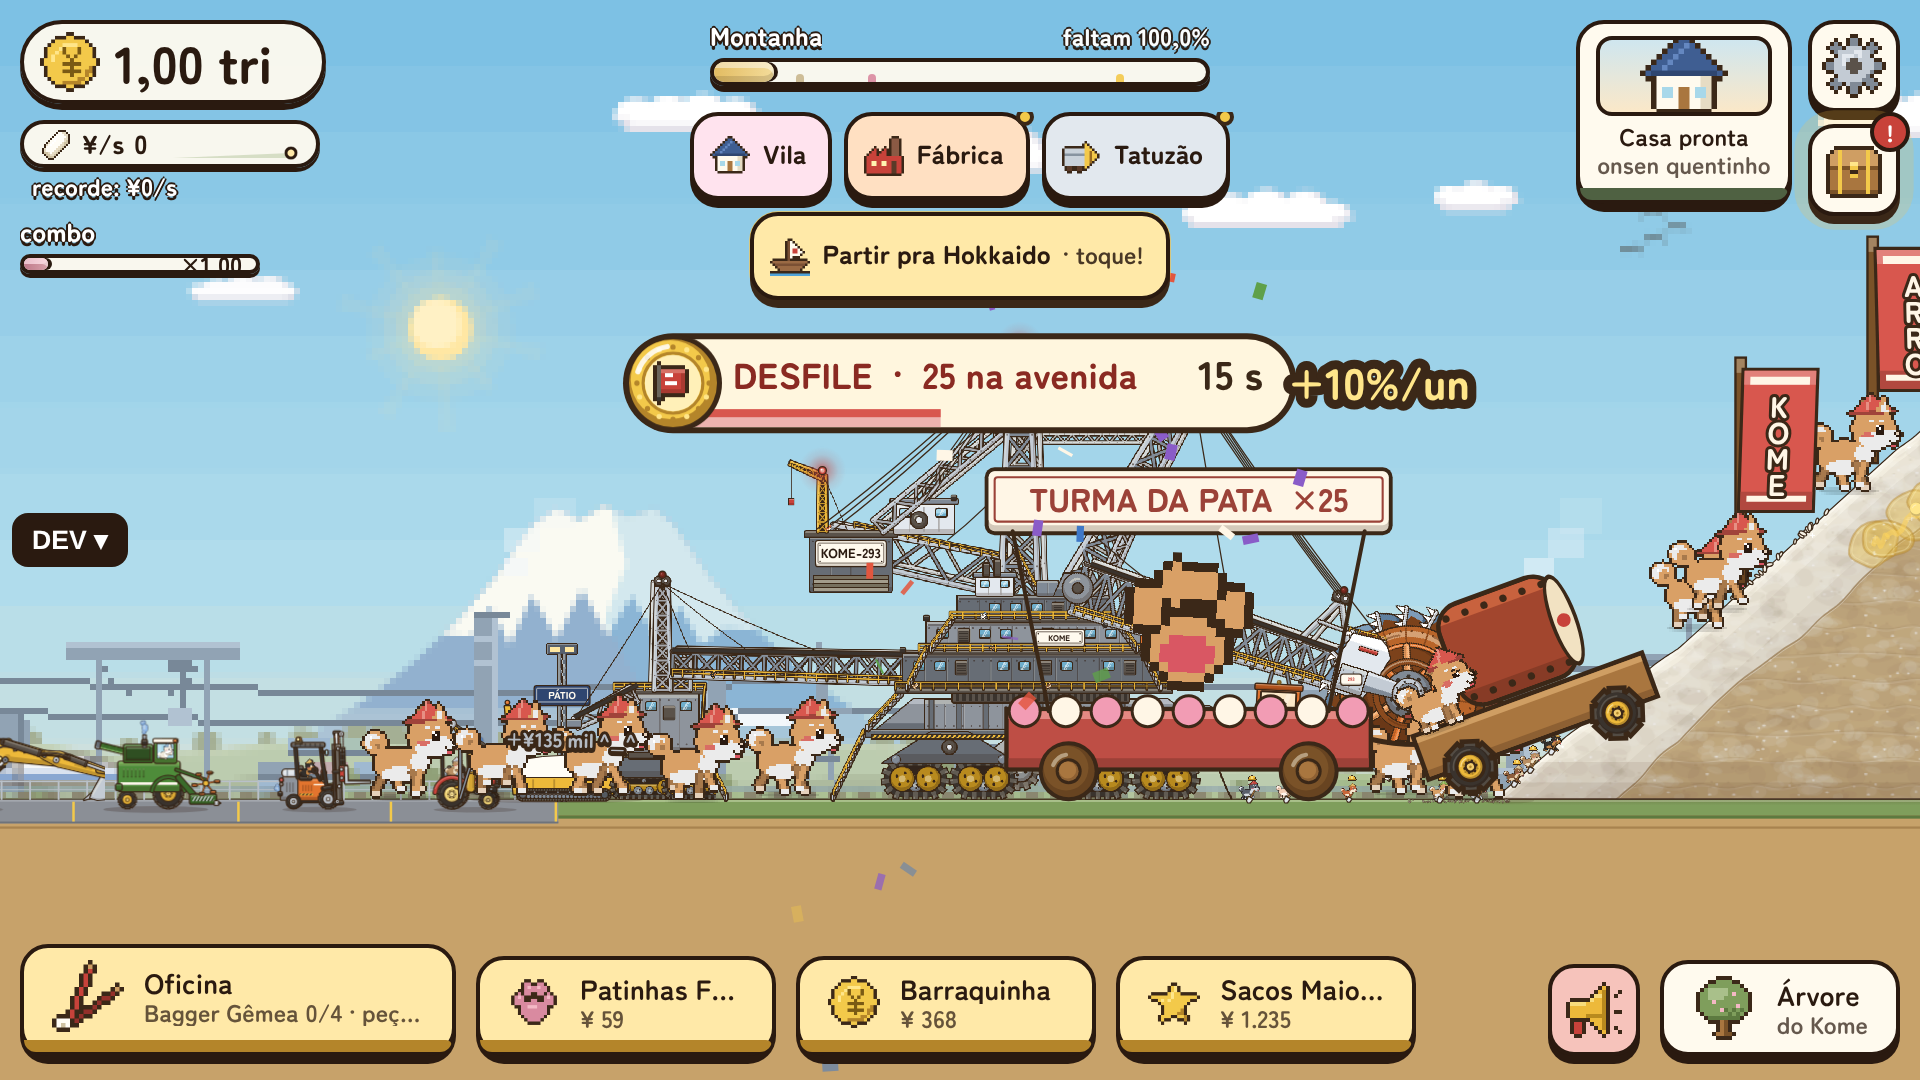 1,00 tri
¥/s 0
recorde: ¥0/s
combo
×1,00
Montanha
faltam 100,0%
Vila
Fábrica
Tatuzão
Partir pra Hokkaido · toque!
Casa pronta
onsen quentinho
!
DESFILE · 25 na avenida 15 s
+10%/un
TURMA DA PATA ×25
KOME-293
KOME
PÁTIO
+¥135 mil
KOME
ARRO
DEV ▾
Oficina
Bagger Gêmea 0/4 · peç...
Patinhas F...
¥ 59
Barraquinha
¥ 368
Sacos Maio...
¥ 1.235
Árvore
do Kome